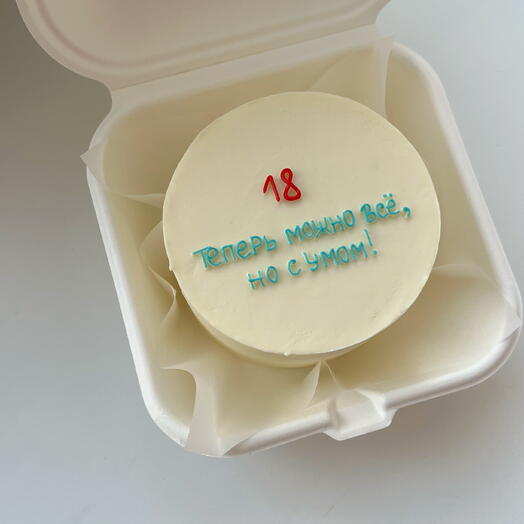 18
Теперь можно всё,
но с умом!